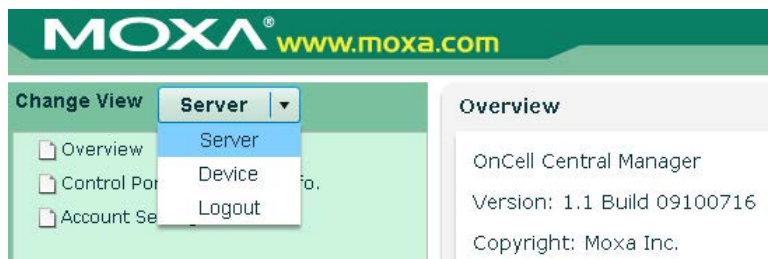 MOXA® www.moxa.com
Change View Server
Server
Device
Logout
Overview
Control Por fo.
Account Se
Overview
OnCell Central Manager
Version: 1.1 Build 09100716
Copyright: Moxa Inc.